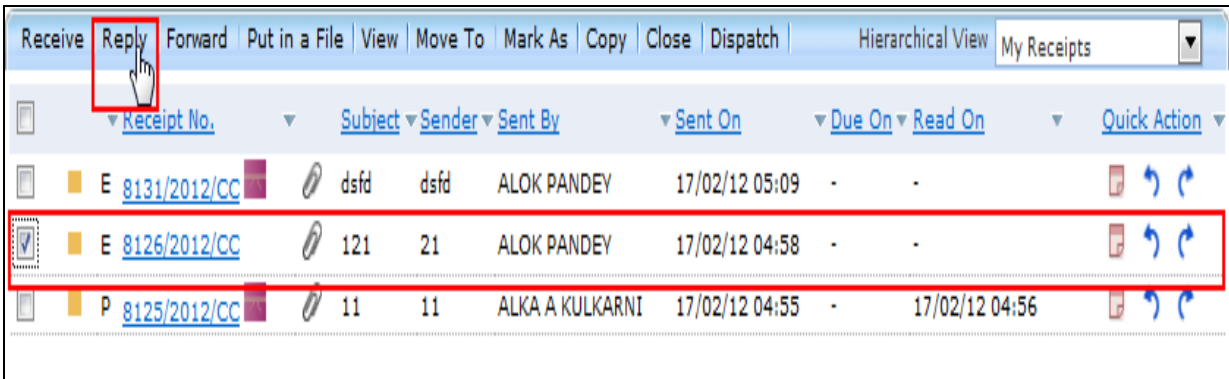 Receive Reply Forward Put in a File View Move To Mark As Copy Close Dispatch Hierarchical View My Receipts
Receipt No. Subject Sender Sent By Sent On Due On Read On Quick Action
E 8131/2012/CC dsfd dsfd ALOK PANDEY 17/02/12 05:09 - -
E 8126/2012/CC 121 21 ALOK PANDEY 17/02/12 04:58 - -
P 8125/2012/CC 11 11 ALKA A KULKARNI 17/02/12 04:55 - 17/02/12 04:56